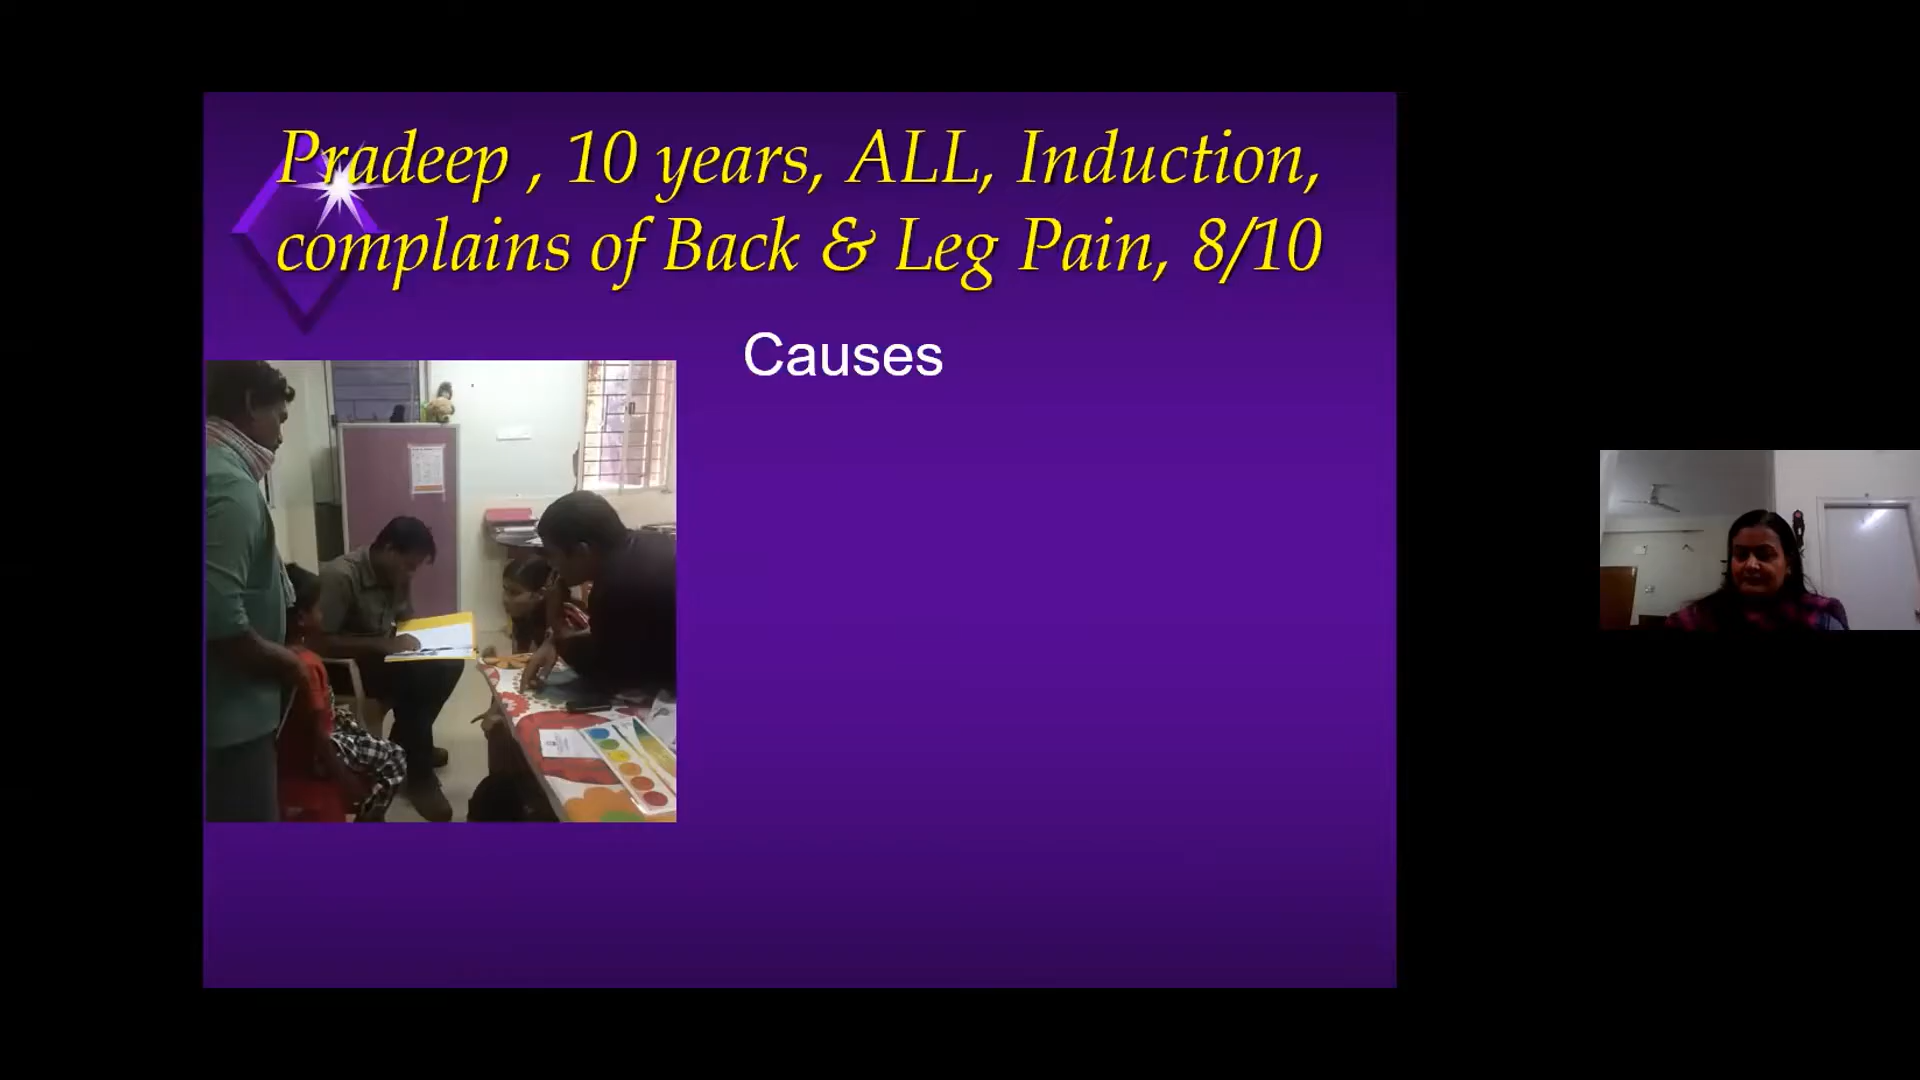 Pradeep , 10 years, ALL, Induction,
complains of Back & Leg Pain, 8/10
Causes